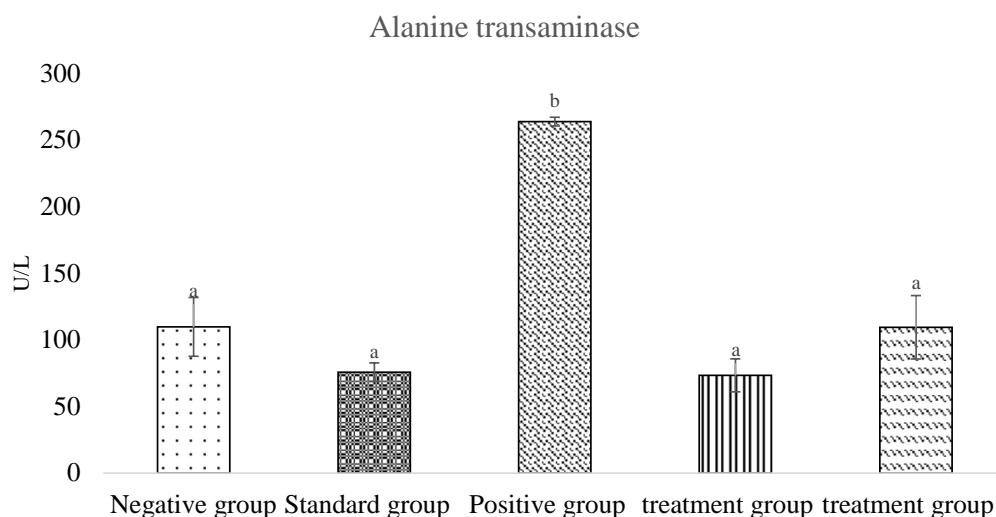 Alanine transaminase
300
250
200
150
100
50
0
U/L
a
a
b
a
a
Negative group Standard group Positive group treatment group treatment group